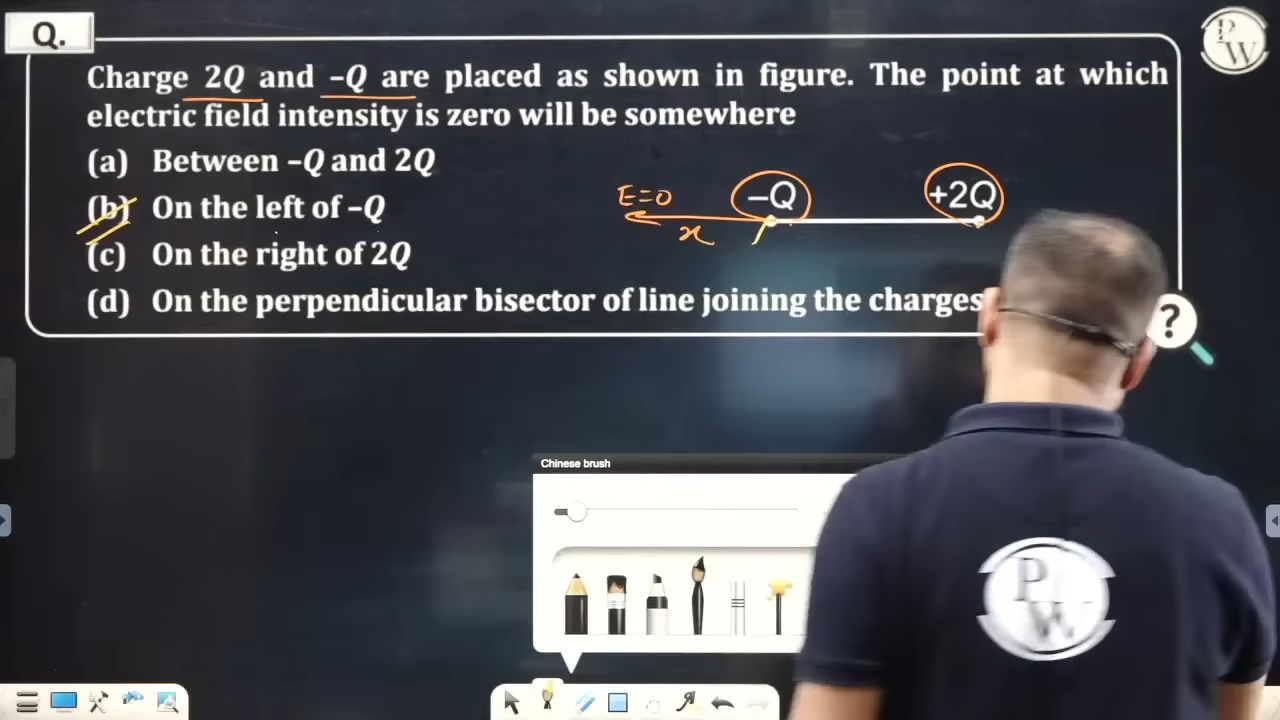 Q.
Charge 2Q and –Q are placed as shown in figure. The point at which
electric field intensity is zero will be somewhere
(a) Between –Q and 2Q
(b) On the left of –Q
(c) On the right of 2Q
(d) On the perpendicular bisector of line joining the charges
E=0
x
–Q
+2Q
?
Chinese brush
PW
PW